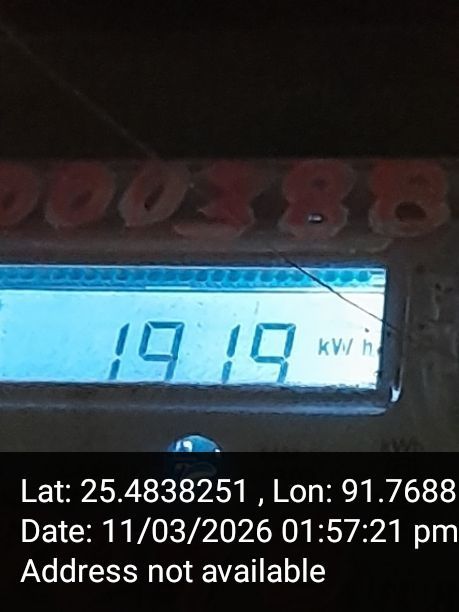 1919 kWh
kWh
Lat: 25.4838251 , Lon: 91.7688
Date: 11/03/2026 01:57:21 pm
Address not available